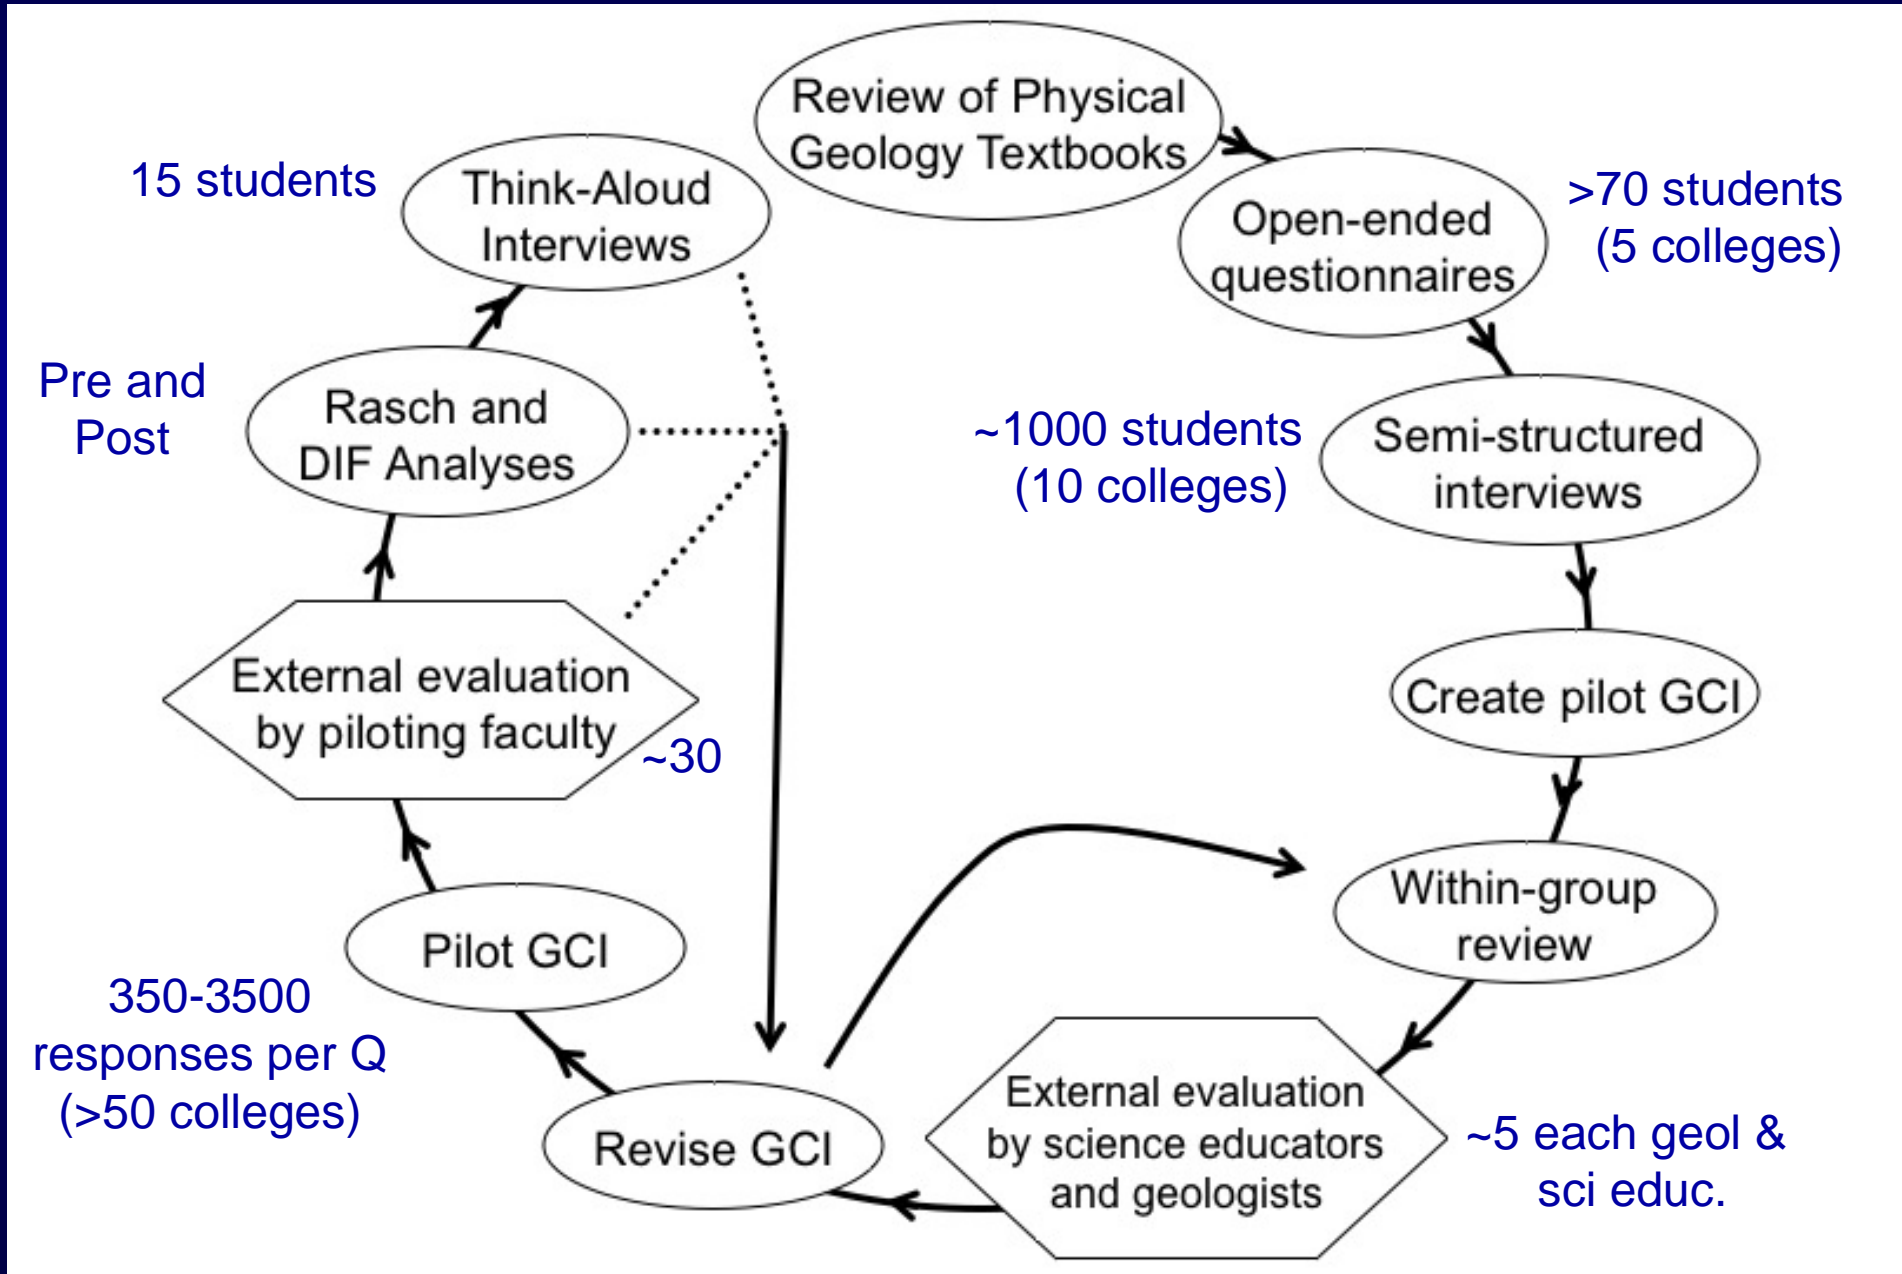 Review of Physical
Geology Textbooks
Open-ended
questionnaires
>70 students
(5 colleges)
Semi-structured
interviews
~1000 students
(10 colleges)
Create pilot GCI
Within-group
review
External evaluation
by science educators
and geologists
~5 each geol &
sci educ.
Revise GCI
Pilot GCI
350-3500
responses per Q
(>50 colleges)
External evaluation
by piloting faculty
~30
Rasch and
DIF Analyses
Pre and
Post
Think-Aloud
Interviews
15 students